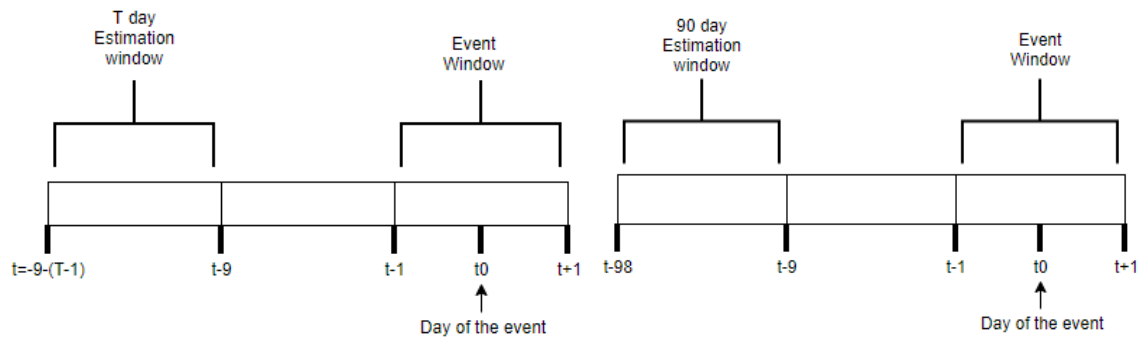 T day
Estimation
window
Event
Window
t=-9-(T-1)
t-9
t-1
t0
t+1
Day of the event
90 day
Estimation
window
Event
Window
t-98
t-9
t-1
t0
t+1
Day of the event